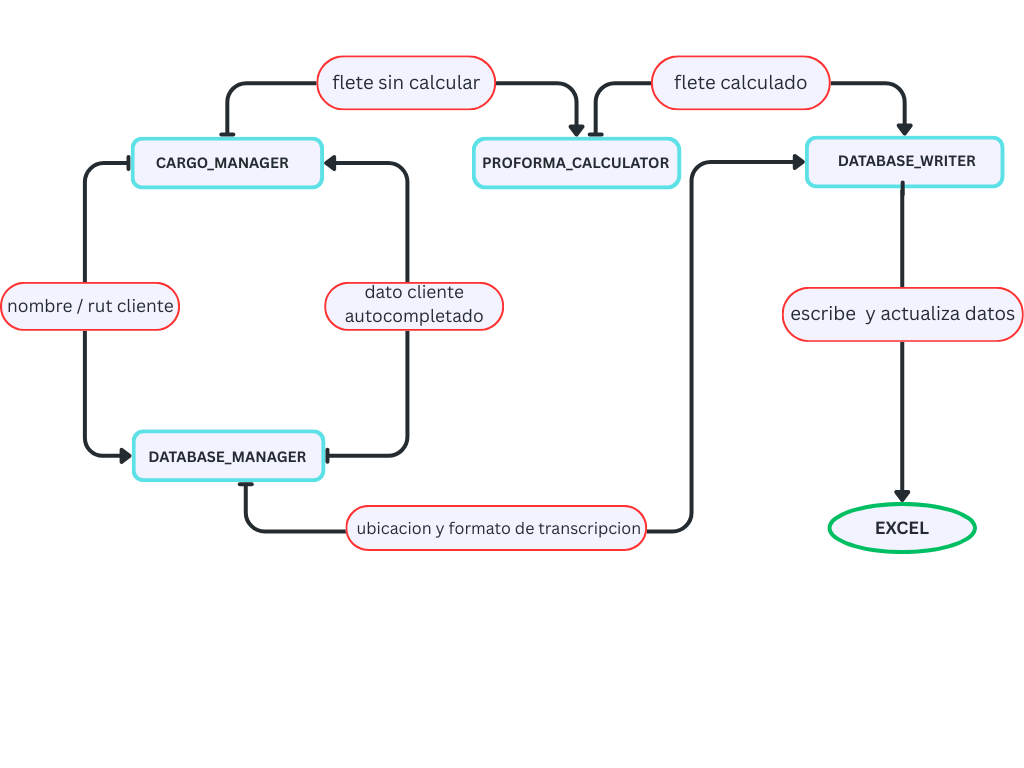 flete sin calcular
flete calculado
CARGO_MANAGER
PROFORMA_CALCULATOR
DATABASE_WRITER
nombre / rut cliente
dato cliente
autocompletado
escribe y actualiza datos
DATABASE_MANAGER
ubicacion y formato de transcripcion
EXCEL